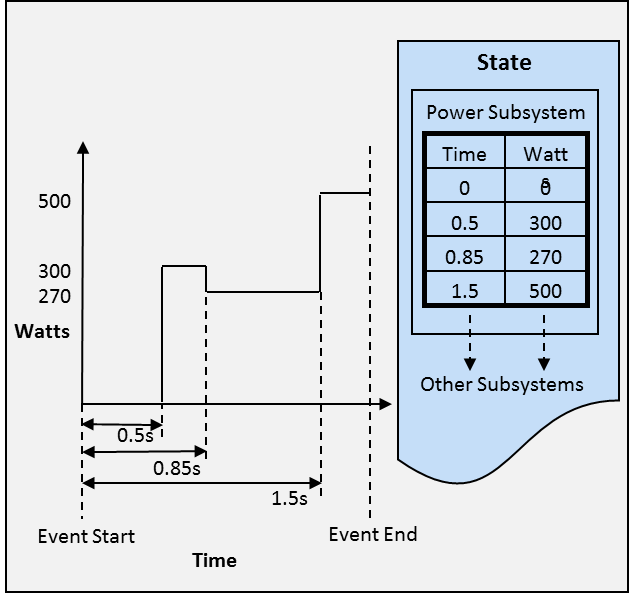 State
Power Subsystem
Time Watt
s
0 0
0.5 300
0.85 270
1.5 500
Other Subsystems
500
300
270
Watts
0.5s
0.85s
1.5s
Event Start
Event End
Time